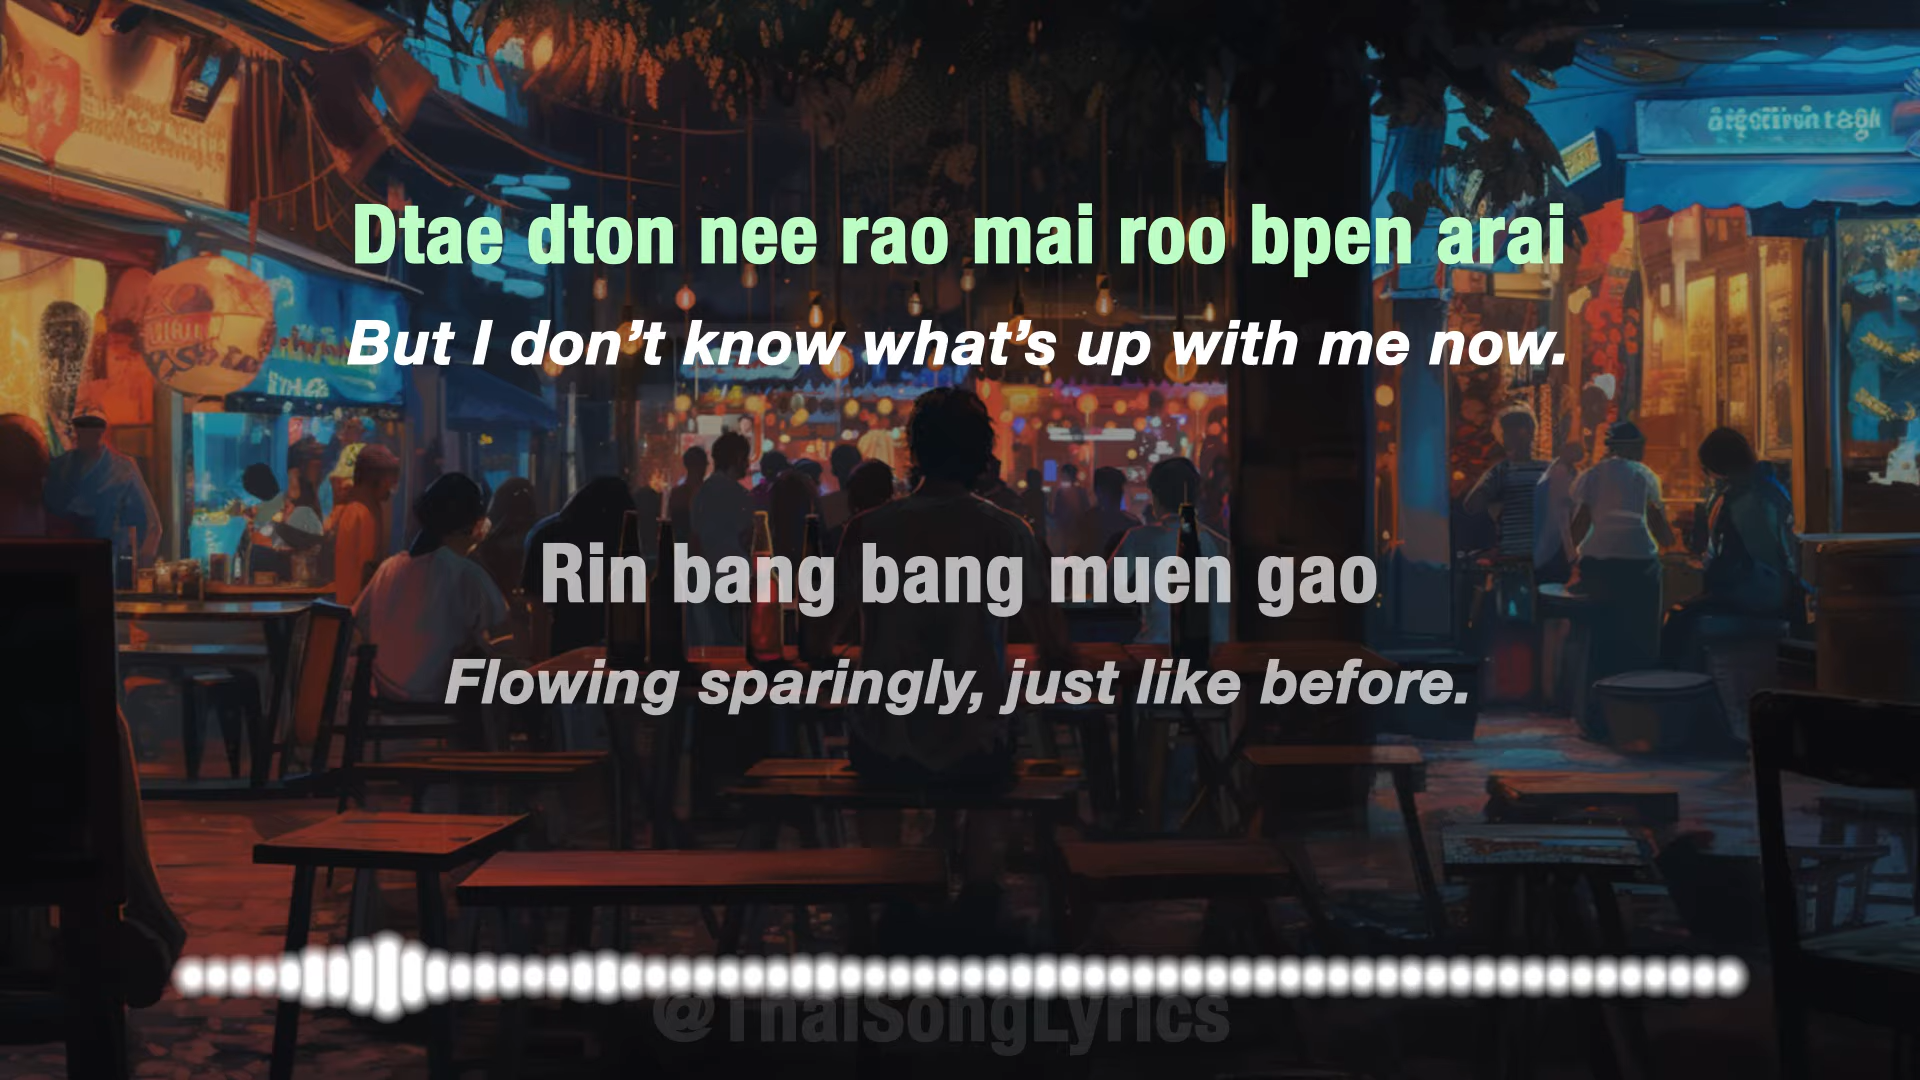 Dtae dton nee rao mai roo bpen arai
But I don’t know what’s up with me now.
Rin bang bang muen gao
Flowing sparingly, just like before.
@ThaiSongLyrics